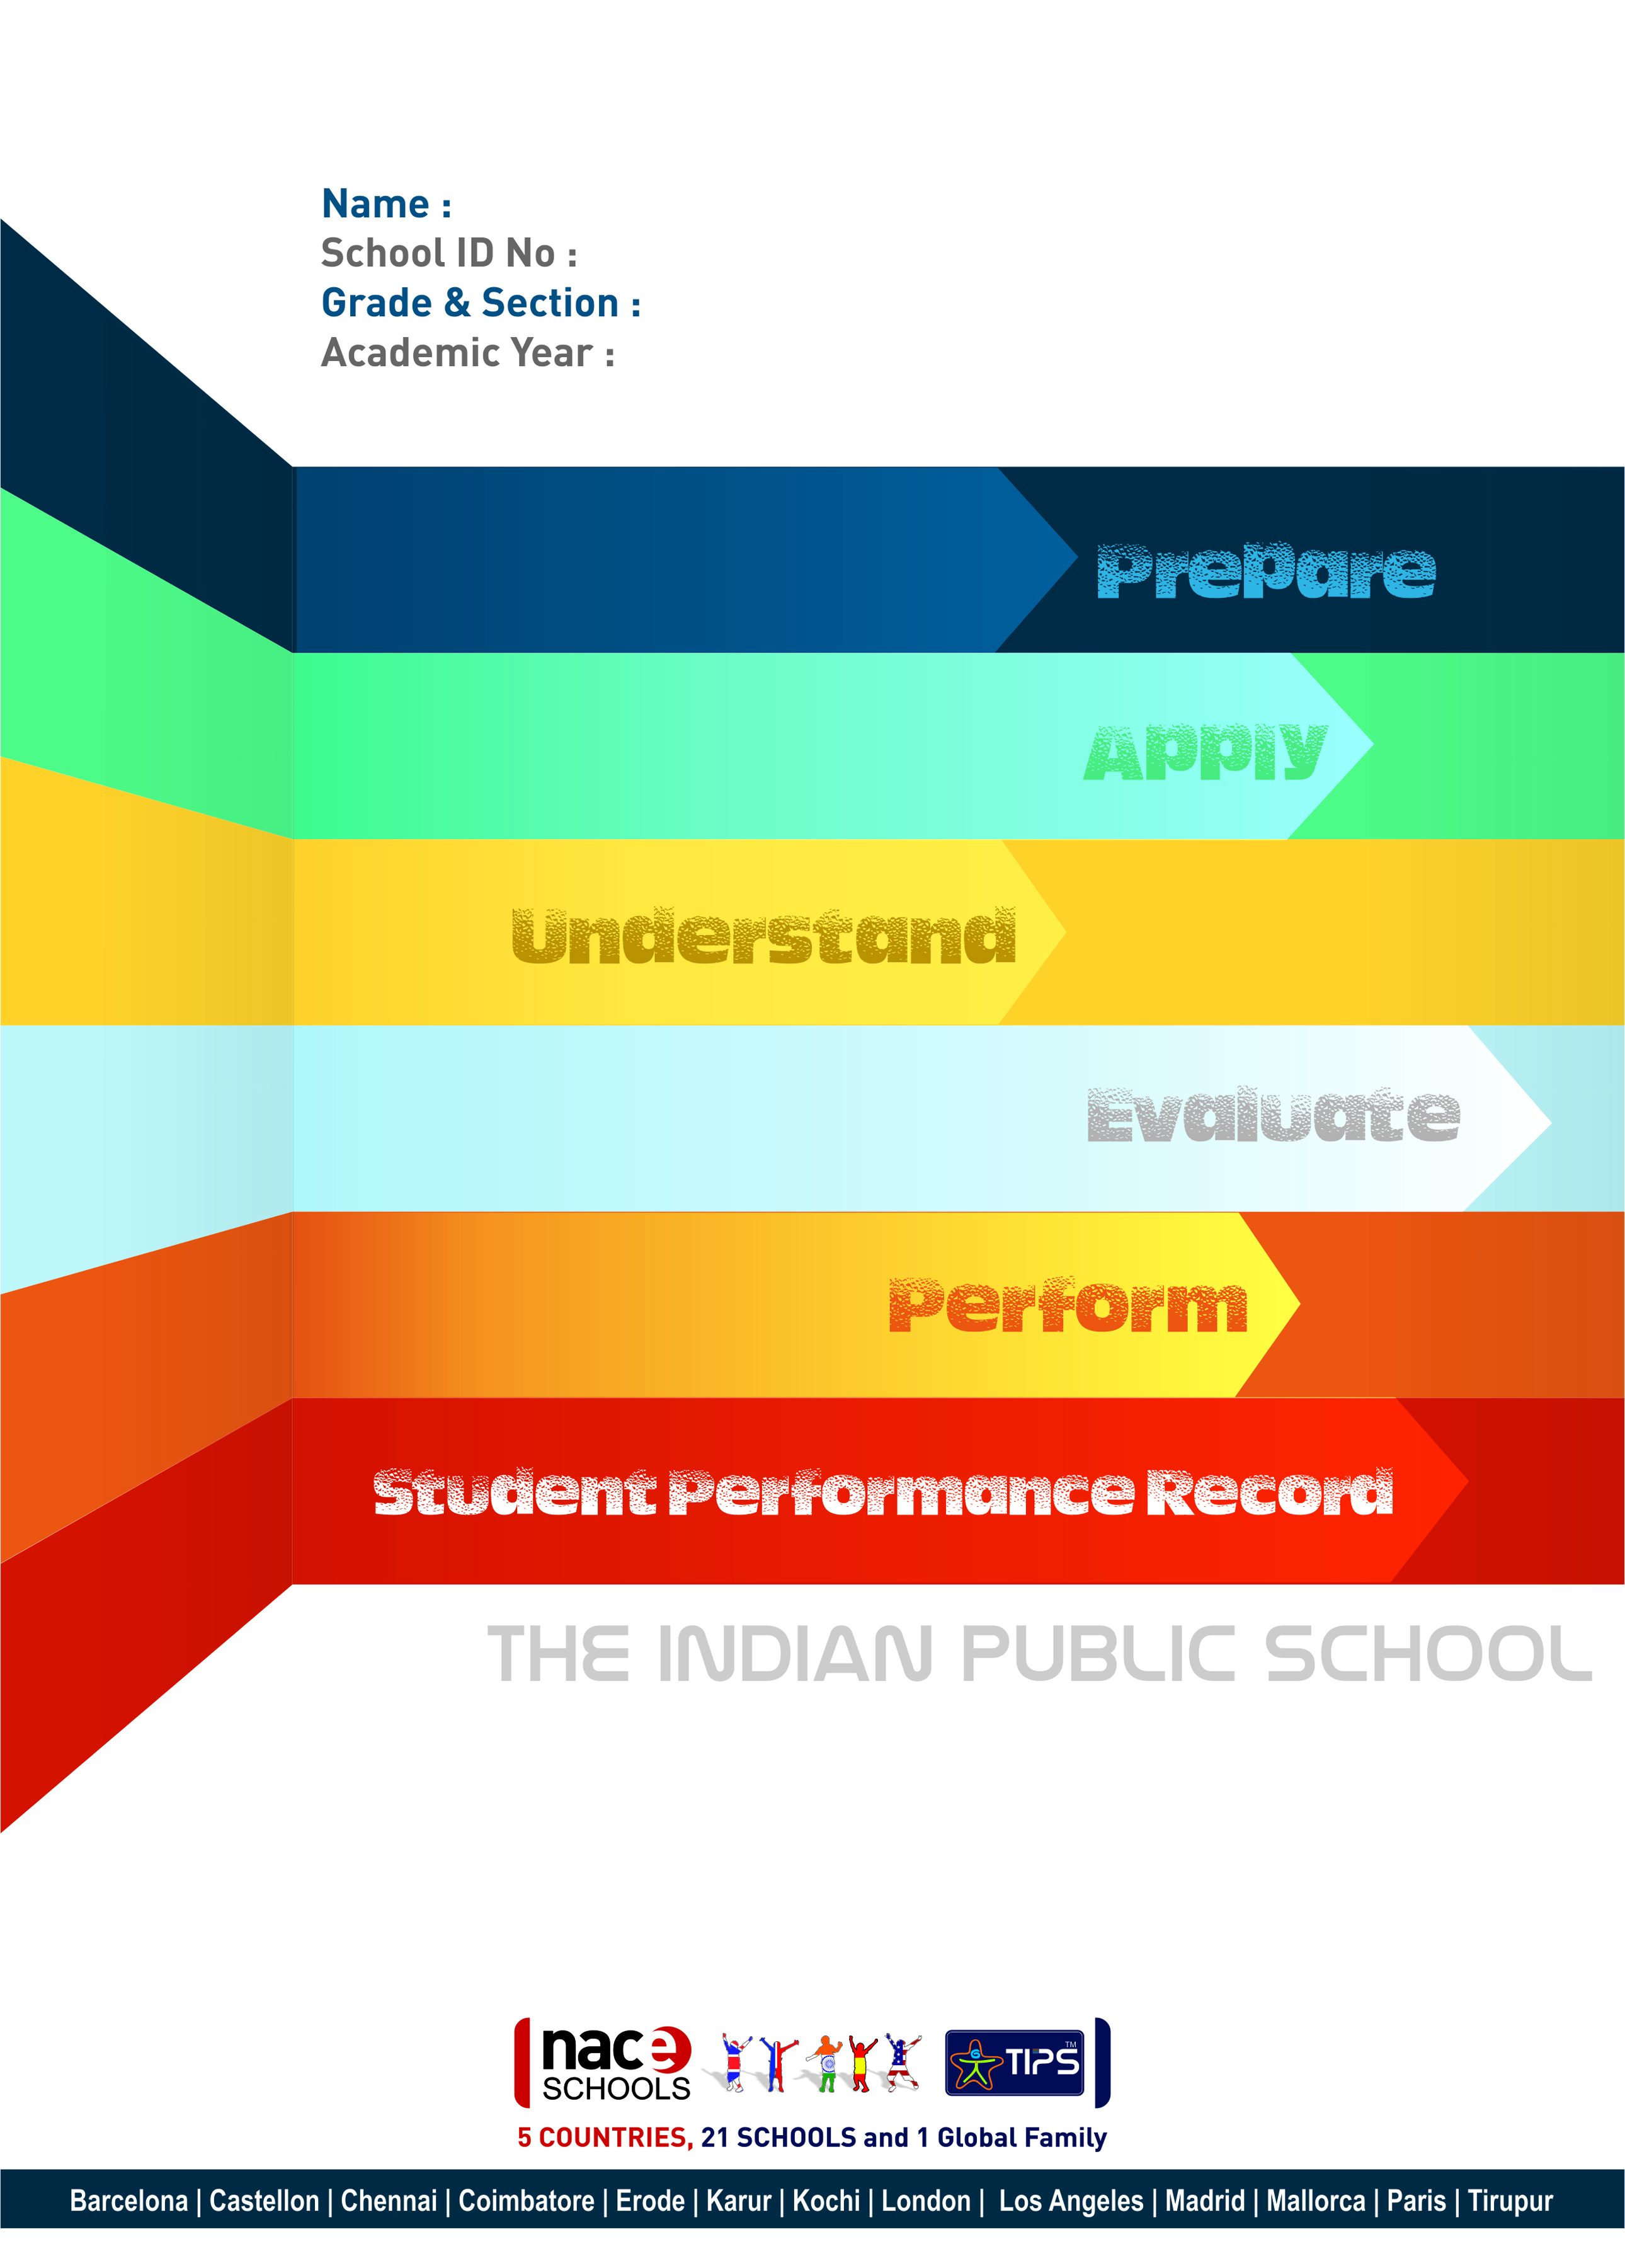 Name :
School ID No :
Grade & Section :
Academic Year :
Prepare
Apply
Understand
Evaluate
Perform
Student Performance Record
THE INDIAN PUBLIC SCHOOL
nace
SCHOOLS
G
TIPS™
5 COUNTRIES, 21 SCHOOLS and 1 Global Family
Barcelona | Castellon | Chennai | Coimbatore | Erode | Karur | Kochi | London | Los Angeles | Madrid | Mallorca | Paris | Tirupur